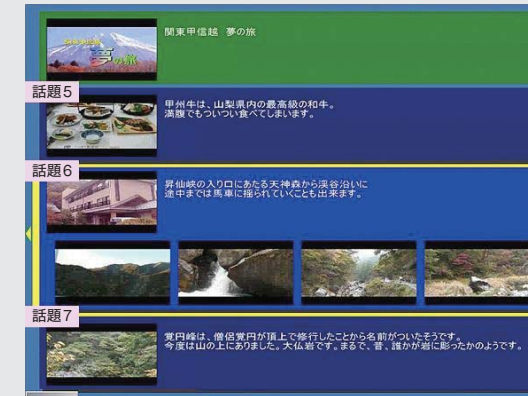 夢の旅
関東甲信越 夢の旅
話題5
甲州牛は、山梨県内の最高級の和牛。
満腹でもついつい食べてしまいます。
話題6
昇仙峡の入り口にあたる天神森から渓谷沿いに
途中までは馬車に揺られていくことも出来ます。
話題7
覚円峰は、僧侶覚円が頂上で修行したことから名前がついたそうです。
今度は山の上にありました。大仏岩です。まるで、昔、誰かが岩に彫ったかのようです。